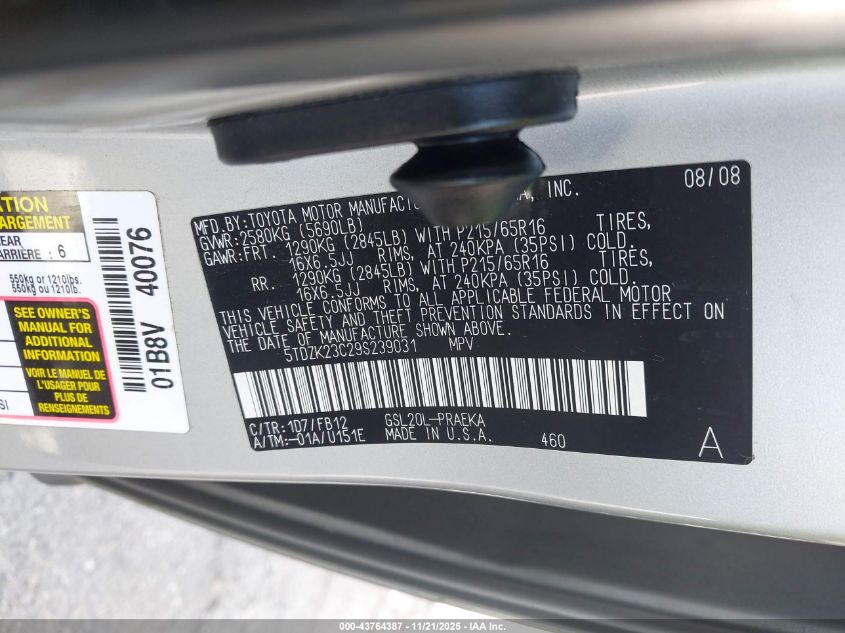 ATION
ARGEMENT
EAR
ARRIÈRE : 6
550kg or 1210lbs.
550kg ou 1210lb.
SEE OWNER'S
MANUAL FOR
ADDITIONAL
INFORMATION
VOIR LE MANUEL DE
L'USAGER POUR
PLUS DE
RENSEIGNEMENTS
SI
01B8V 40076
08/08
MFD.BY:TOYOTA MOTOR MANUFACTUR A, INC.
GVWR:2580KG (5690LB)
GAWR:FRT. 1290KG (2845LB) WITH P215/65R16 TIRES,
16X6.5JJ RIMS, AT 240KPA (35PSI) COLD.
RR. 1290KG (2845LB) WITH P215/65R16 TIRES,
16X6.5JJ RIMS, AT 240KPA (35PSI) COLD.
THIS VEHICLE CONFORMS TO ALL APPLICABLE FEDERAL MOTOR
VEHICLE SAFETY AND THEFT PREVENTION STANDARDS IN EFFECT ON
THE DATE OF MANUFACTURE SHOWN ABOVE.
5TDZK23C29S239031 MPV
C/TR:1D7/FB12 GSL20L-PRAEKA
A/TM:-01A/U151E MADE IN U.S.A. 460 A
000-43764387 - 11/21/2025 - IAA Inc.